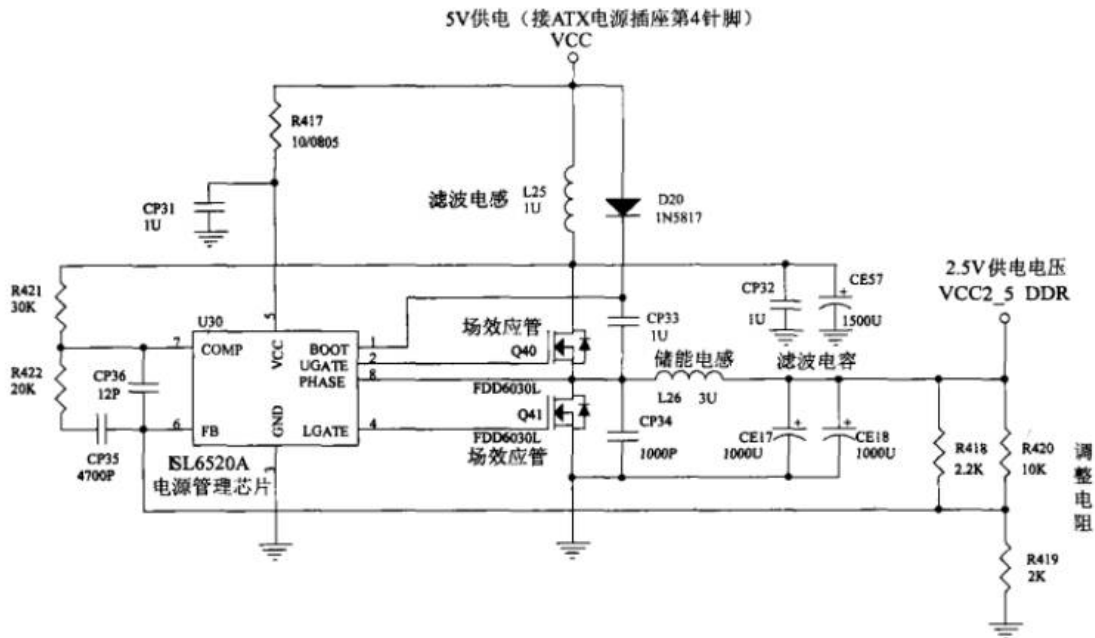 5V供电（接ATX电源插座第4针脚）
VCC
R417
10/0805
CP31
1U
滤波电感
L25
1U
D20
1N5817
R421
30K
R422
20K
CP36
12P
CP35
4700P
U30
7
COMP
5
VCC
BOOT
1
UGATE
2
PHASE
8
6
FB
GND
LGATE
4
3
ISL6520A
电源管理芯片
场效应管
Q40
FDD6030L
Q41
FDD6030L
场效应管
CP33
1U
CP32
1U
CE57
+
1500U
2.5V供电电压
VCC2_5 DDR
储能电感
L26 3U
滤波电容
CP34
1000P
+
CE17
1000U
+
CE18
1000U
R418
2.2K
R420
10K
调
整
电
阻
R419
2K